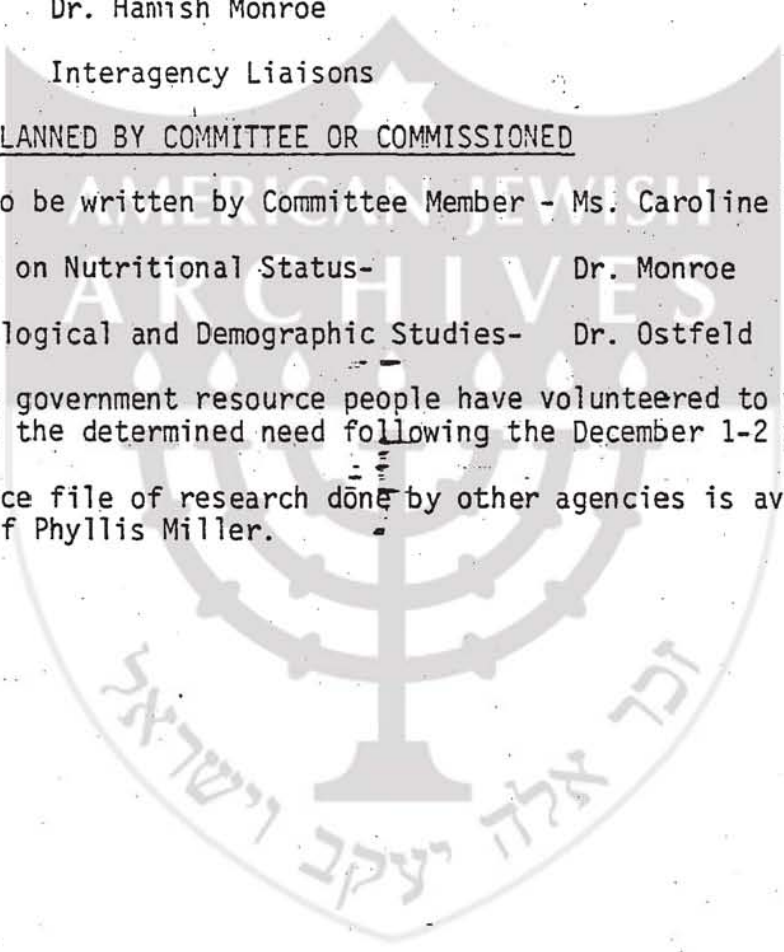 Dr. Hamish Monroe
Interagency Liaisons
LANNED BY COMMITTEE OR COMMISSIONED
o be written by Committee Member - Ms. Caroline
on Nutritional Status- Dr. Monroe
logical and Demographic Studies- Dr. Ostfeld
government resource people have volunteered to
the determined need following the December 1-2
ce file of research done by other agencies is av
f Phyllis Miller.
AMERICAN JEWISH
ARCHIVES
זכר אלה יעקב וישראל